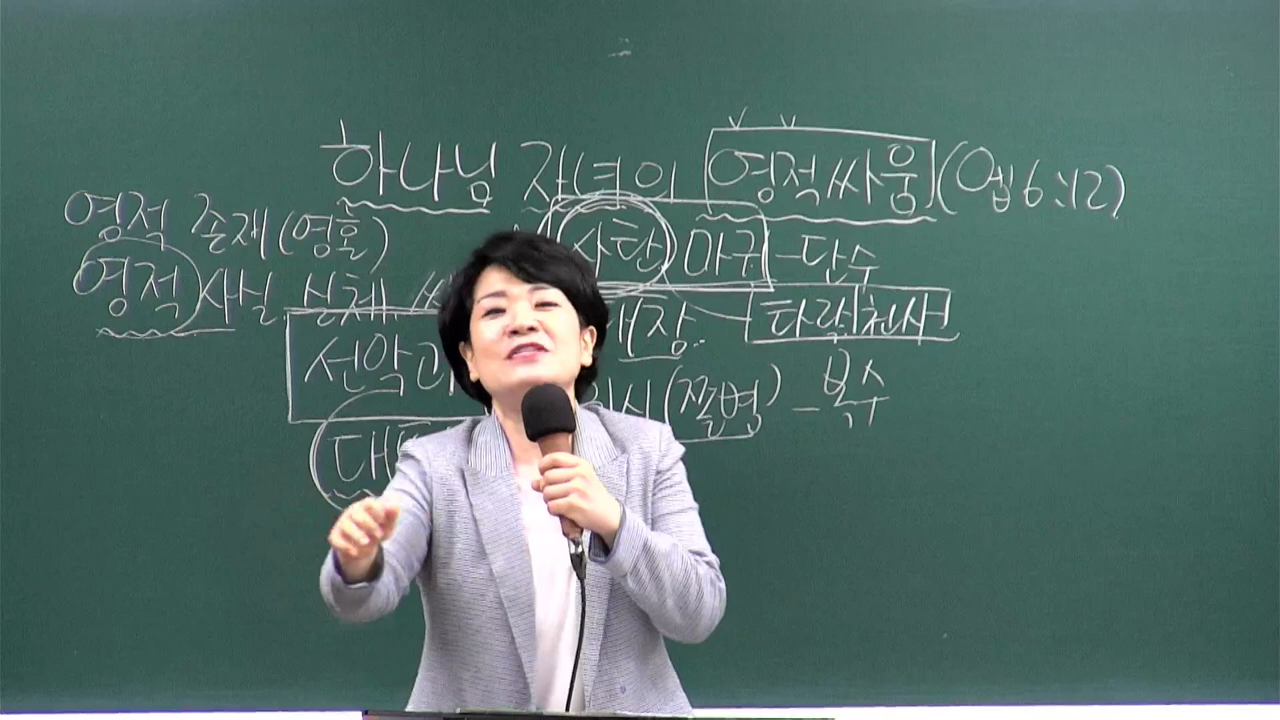 하나님 자녀의 영적싸움 (엡6:12)
영적 존재(영혼)
사탄 마귀 - 단수
영적 사실 실체
대장 타락천사
선악과
귀신(졸병) - 복수